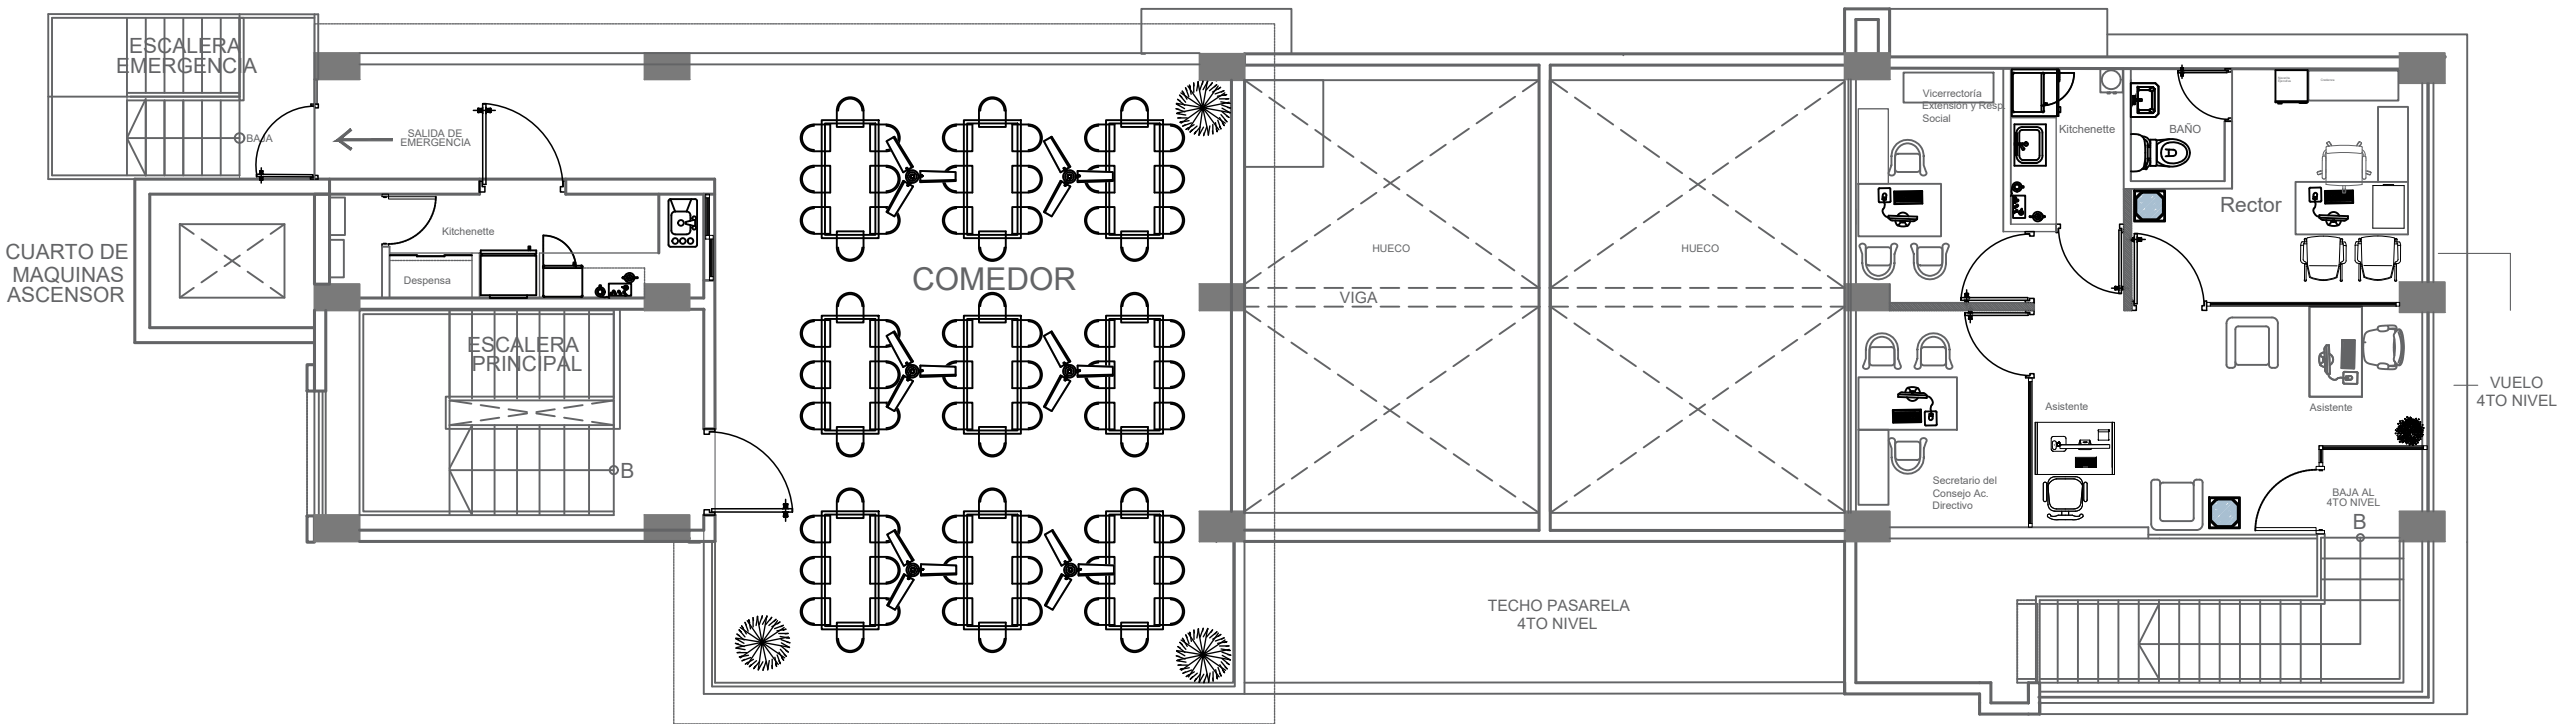 ESCALERA
EMERGENCIA
BAJA
SALIDA DE
EMERGENCIA
CUARTO DE
MAQUINAS
ASCENSOR
Kitchenette
Despensa
ESCALERA
PRINCIPAL
B
COMEDOR
HUECO
VIGA
HUECO
TECHO PASARELA
4TO NIVEL
Vicerrectoría
Extensión y Resp.
Social
Kitchenette
BAÑO
Rector
Asistente
Asistente
Secretario del
Consejo Ac.
Directivo
BAJA AL
4TO NIVEL
B
VUELO
4TO NIVEL